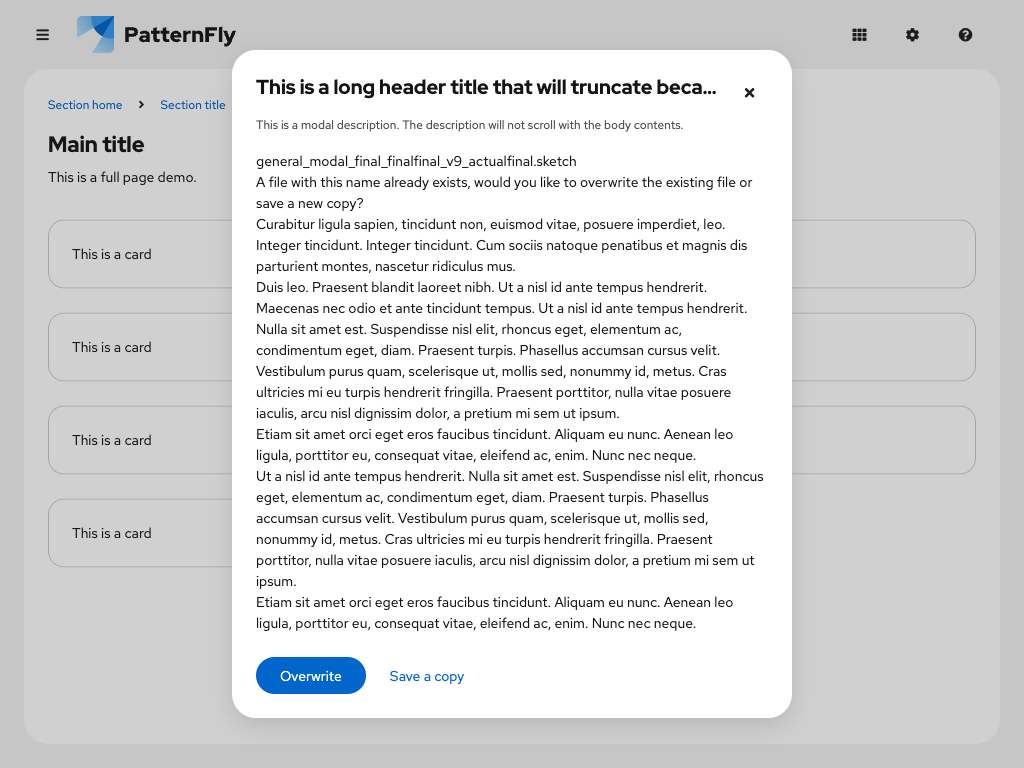 PatternFly
Section home
Section title
Main title
This is a full page demo.
This is a card
This is a card
This is a card
This is a card
This is a long header title that will truncate beca...
This is a modal description. The description will not scroll with the body contents.
general_modal_final_finalfinal_v9_actualfinal.sketch
A file with this name already exists, would you like to overwrite the existing file or
save a new copy?
Curabitur ligula sapien, tincidunt non, euismod vitae, posuere imperdiet, leo.
Integer tincidunt. Integer tincidunt. Cum sociis natoque penatibus et magnis dis
parturient montes, nascetur ridiculus mus.
Duis leo. Praesent blandit laoreet nibh. Ut a nisl id ante tempus hendrerit.
Maecenas nec odio et ante tincidunt tempus. Ut a nisl id ante tempus hendrerit.
Nulla sit amet est. Suspendisse nisl elit, rhoncus eget, elementum ac,
condimentum eget, diam. Praesent turpis. Phasellus accumsan cursus velit.
Vestibulum purus quam, scelerisque ut, mollis sed, nonummy id, metus. Cras
ultricies mi eu turpis hendrerit fringilla. Praesent porttitor, nulla vitae posuere
iaculis, arcu nisl dignissim dolor, a pretium mi sem ut ipsum.
Etiam sit amet orci eget eros faucibus tincidunt. Aliquam eu nunc. Aenean leo
ligula, porttitor eu, consequat vitae, eleifend ac, enim. Nunc nec neque.
Ut a nisl id ante tempus hendrerit. Nulla sit amet est. Suspendisse nisl elit, rhoncus
eget, elementum ac, condimentum eget, diam. Praesent turpis. Phasellus
accumsan cursus velit. Vestibulum purus quam, scelerisque ut, mollis sed,
nonummy id, metus. Cras ultricies mi eu turpis hendrerit fringilla. Praesent
porttitor, nulla vitae posuere iaculis, arcu nisl dignissim dolor, a pretium mi sem ut
ipsum.
Etiam sit amet orci eget eros faucibus tincidunt. Aliquam eu nunc. Aenean leo
ligula, porttitor eu, consequat vitae, eleifend ac, enim. Nunc nec neque.
Overwrite
Save a copy